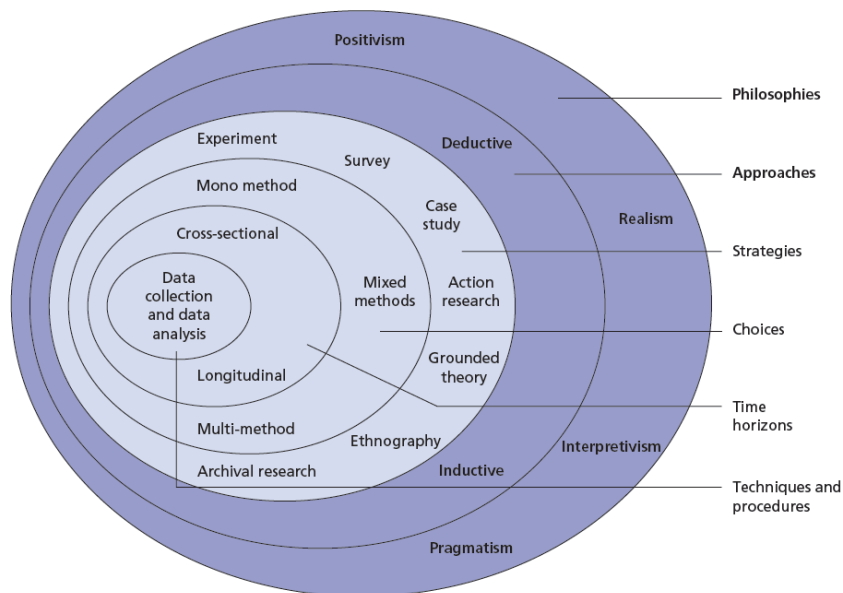 Positivism
Philosophies
Experiment
Deductive
Survey
Approaches
Mono method
Case
study
Realism
Cross-sectional
Strategies
Data
collection
and data
analysis
Mixed
methods
Action
research
Choices
Grounded
theory
Longitudinal
Time
horizons
Multi-method
Ethnography
Interpretivism
Archival research
Inductive
Techniques and
procedures
Pragmatism